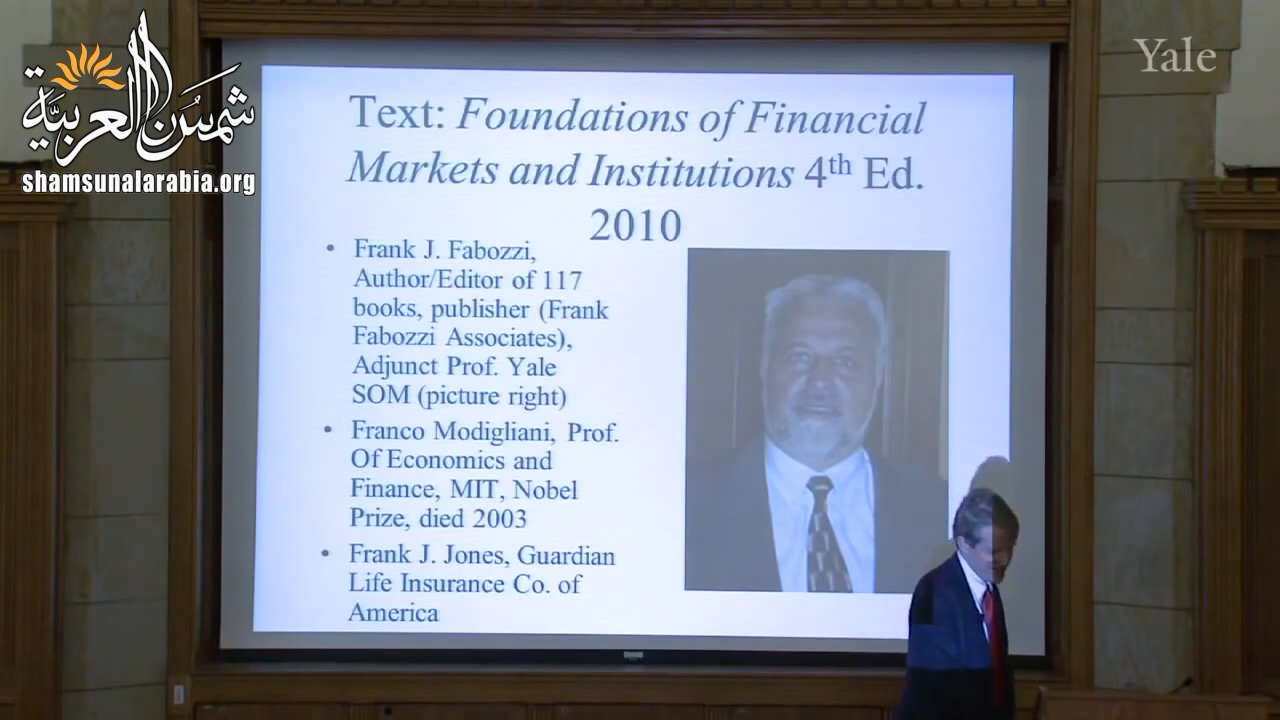 شمس العربية
shamsunalarabia.org
Yale
Text: Foundations of Financial
Markets and Institutions 4th Ed.
2010
• Frank J. Fabozzi,
Author/Editor of 117
books, publisher (Frank
Fabozzi Associates),
Adjunct Prof. Yale
SOM (picture right)
• Franco Modigliani, Prof.
Of Economics and
Finance, MIT, Nobel
Prize, died 2003
• Frank J. Jones, Guardian
Life Insurance Co. of
America